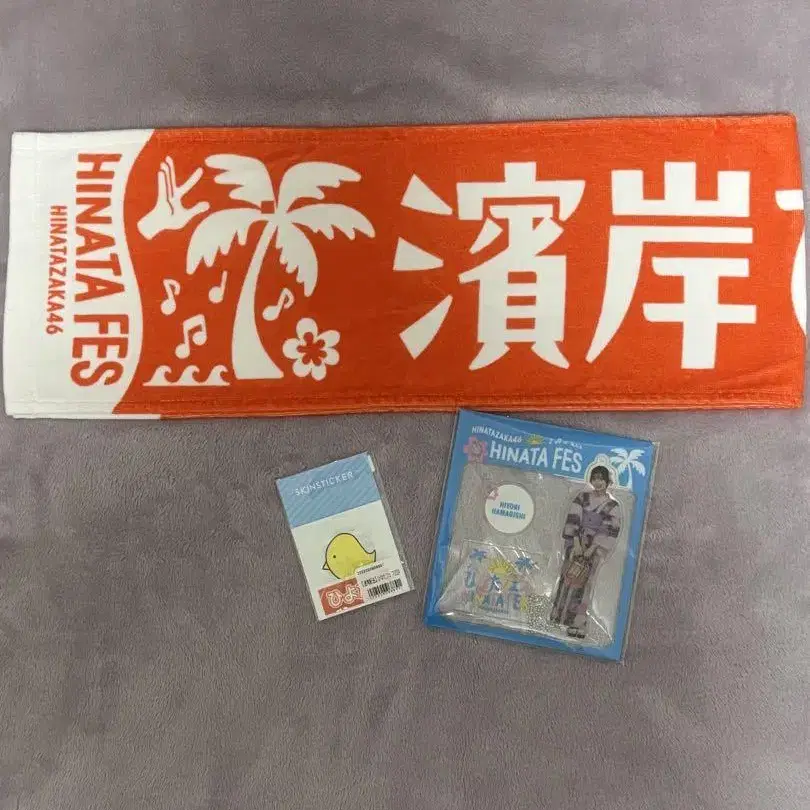 HINATA FES
HINATAZAKA46
濱岸
SKINSTICKER
ひよ
HINATAZAKA46
HINATA FES
HIYORI
HAMAGISHI